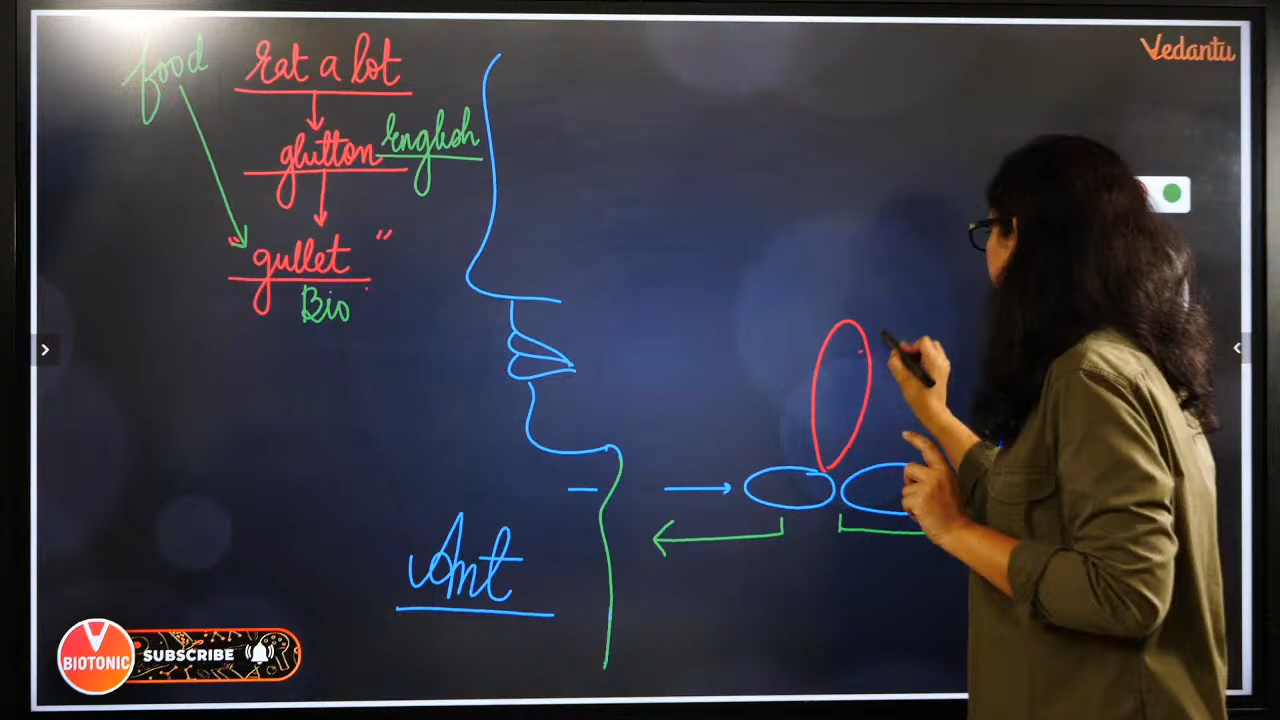 food
Eat a lot
glutton English
"gullet"
Bio
Ant
Vedantu
BIOTONIC
SUBSCRIBE